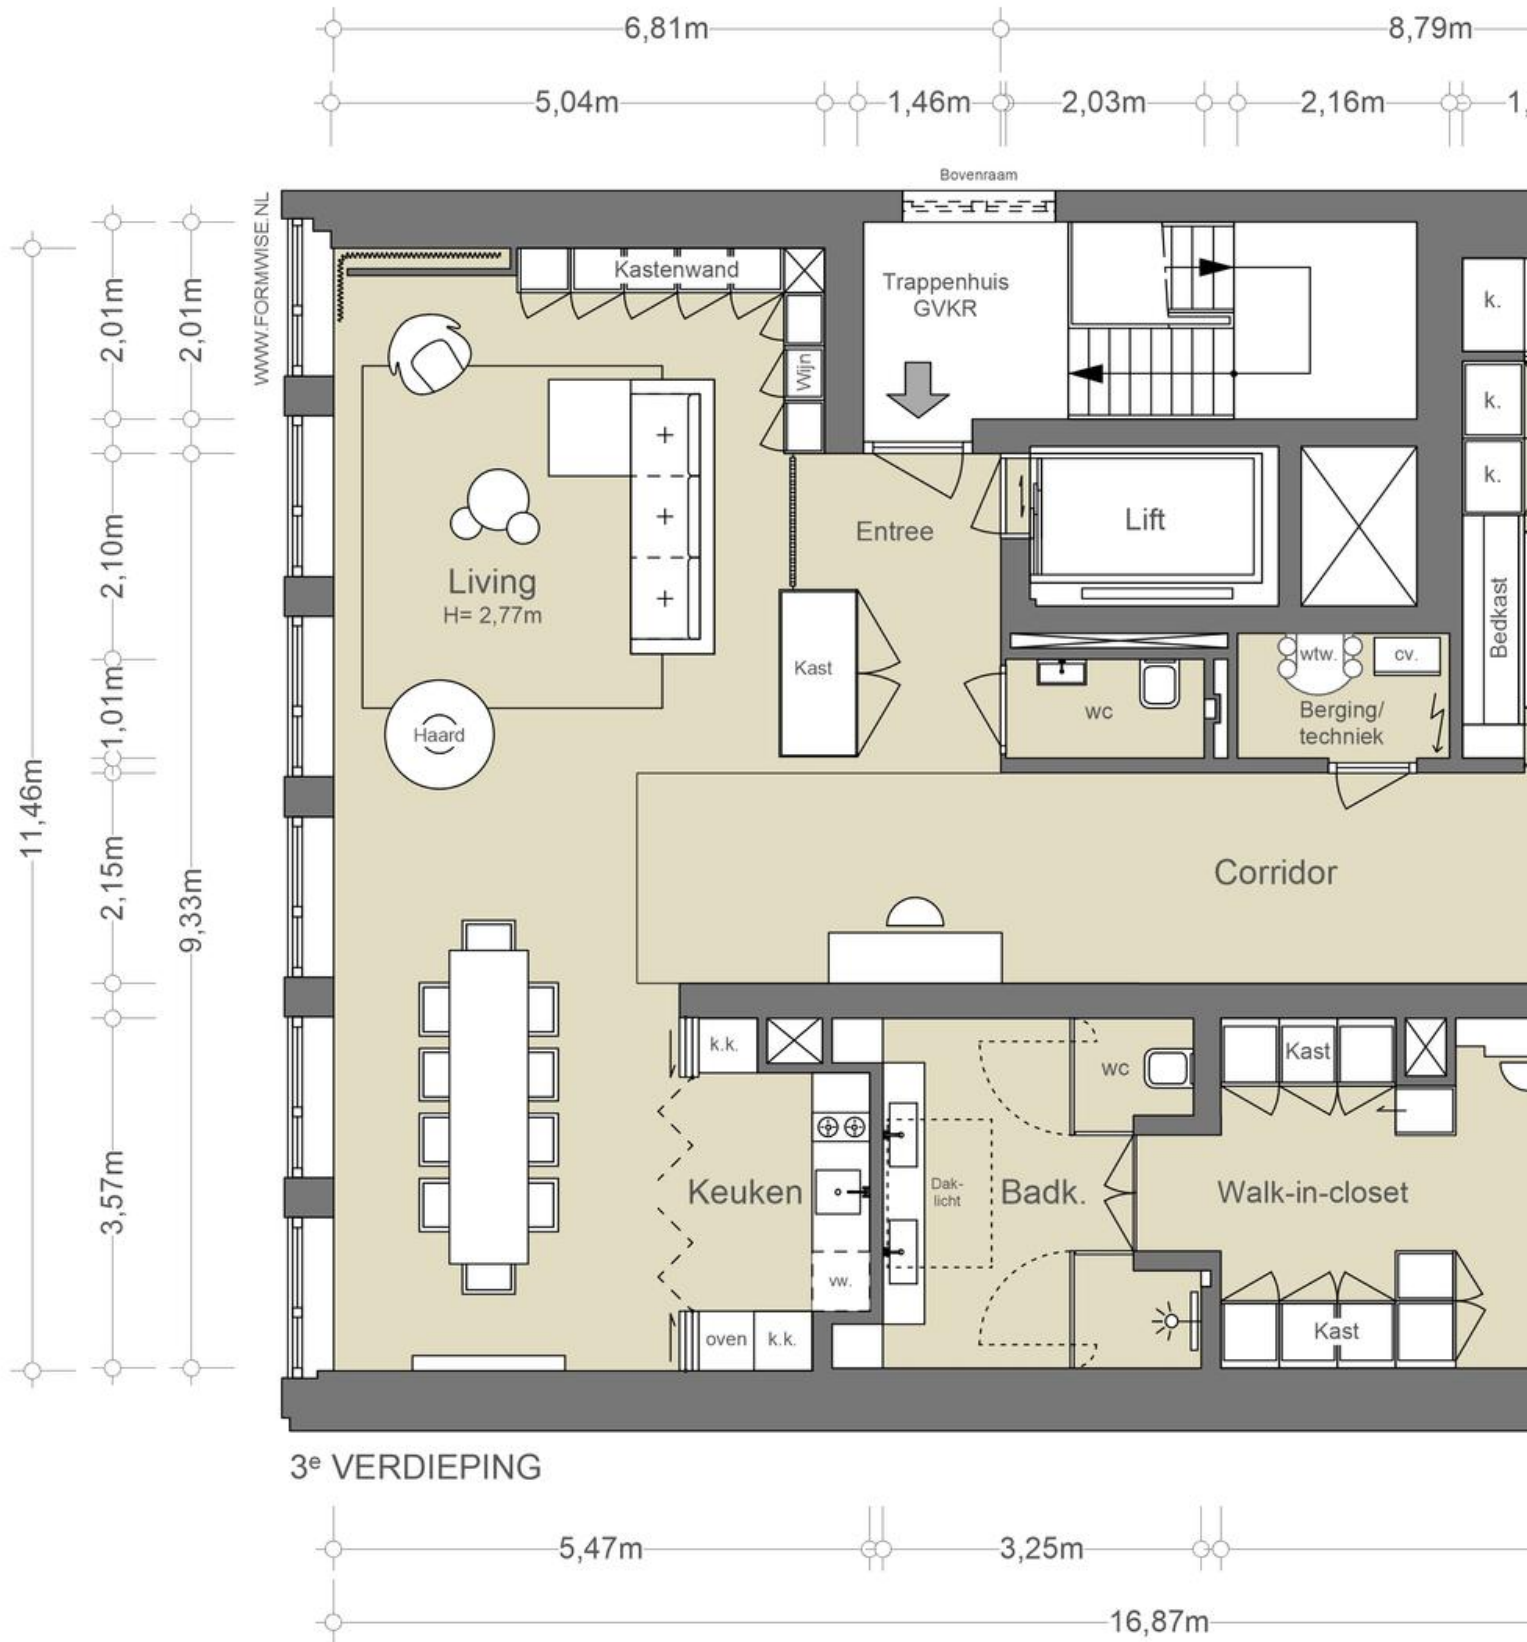 6,81m
8,79m
5,04m
1,46m
2,03m
2,16m
Bovenraam
WWW.FORMWISE.NL
Kastenwand
Trappenhuis
GVKR
k.
2,01m
2,01m
Wijn
k.
k.
Entree
Lift
2,10m
Living
H= 2,77m
Bedkast
Kast
wtw.
cv.
1,01m
wc
Berging/
techniek
Haard
11,46m
2,15m
9,33m
Corridor
k.k.
Kast
wc
3,57m
Keuken
Dak-
licht
Badk.
Walk-in-closet
vw.
oven
k.k.
Kast
3e VERDIEPING
5,47m
3,25m
16,87m